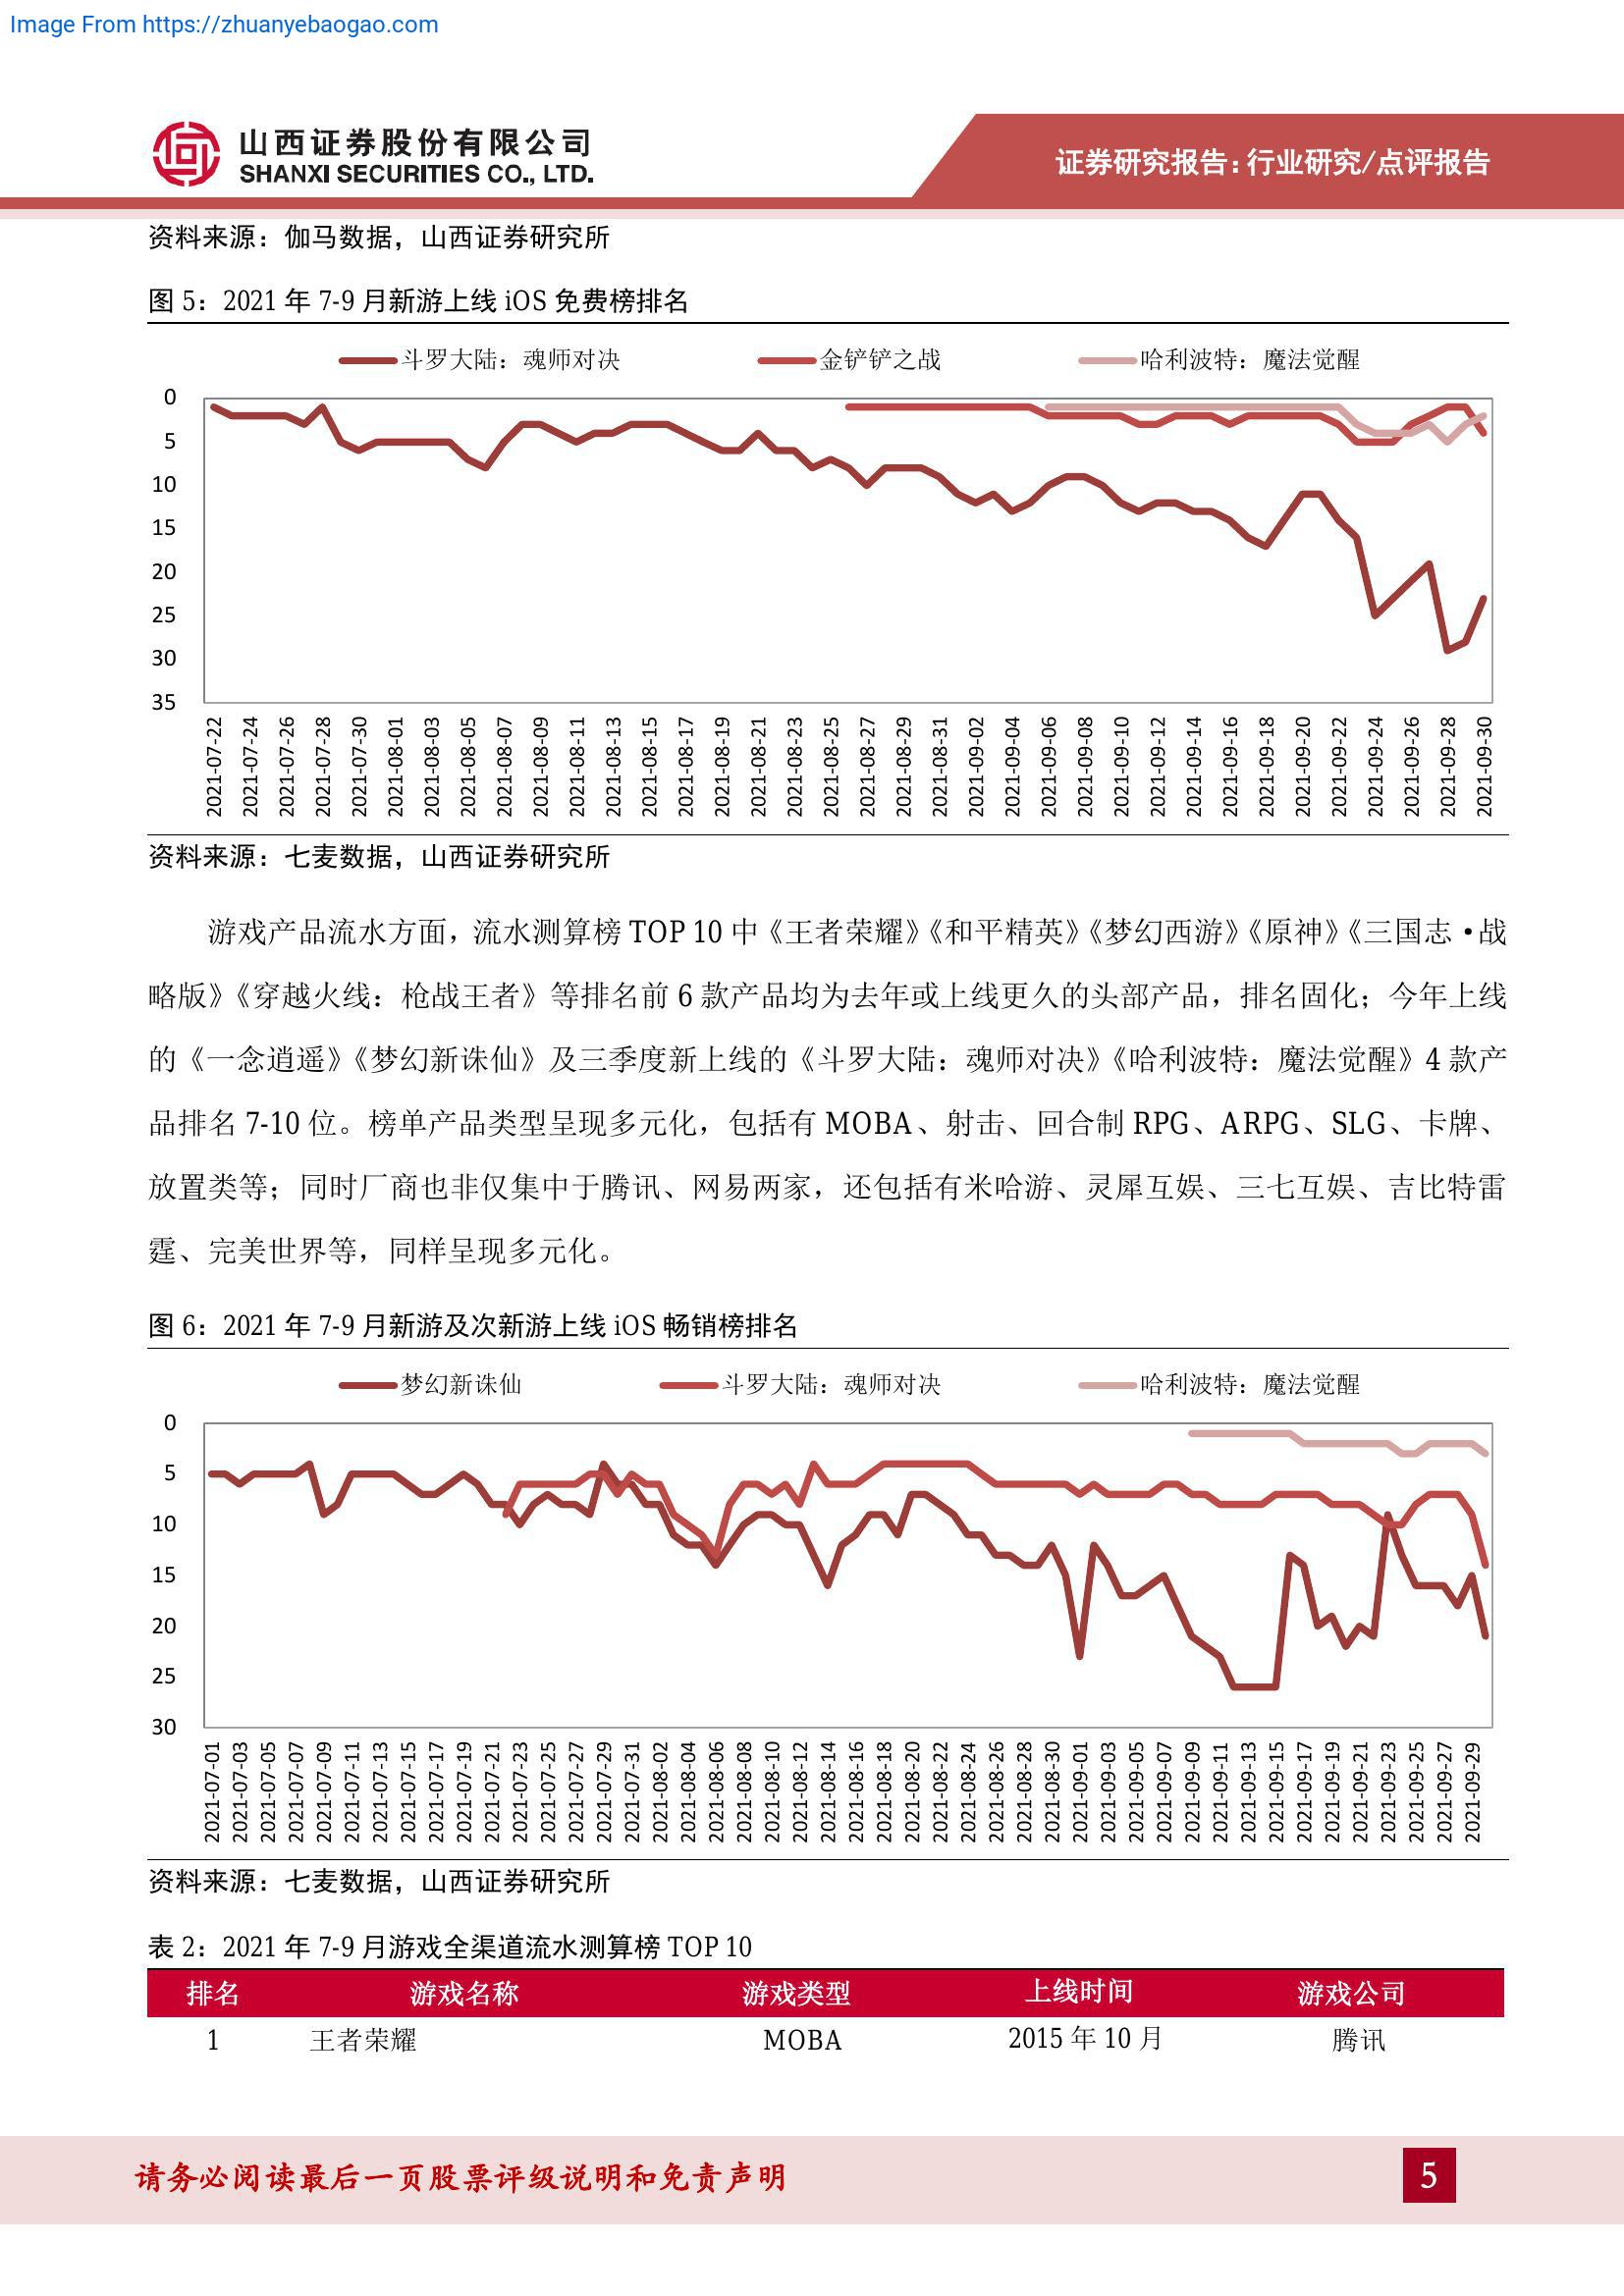 Image From https://zhuanyebaogao.com
山西证券股份有限公司
SHANXI SECURITIES CO., LTD.
证券研究报告:行业研究/点评报告
资料来源：伽马数据，山西证券研究所
图 5：2021 年 7-9 月新游上线 iOS 免费榜排名
斗罗大陆：魂师对决 金铲铲之战 哈利波特：魔法觉醒
0
5
10
15
20
25
30
35
2021-07-22 2021-07-24 2021-07-26 2021-07-28 2021-07-30 2021-08-01 2021-08-03 2021-08-05 2021-08-07 2021-08-09 2021-08-11 2021-08-13 2021-08-15 2021-08-17 2021-08-19 2021-08-21 2021-08-23 2021-08-25 2021-08-27 2021-08-29 2021-08-31 2021-09-02 2021-09-04 2021-09-06 2021-09-08 2021-09-10 2021-09-12 2021-09-14 2021-09-16 2021-09-18 2021-09-20 2021-09-22 2021-09-24 2021-09-26 2021-09-28 2021-09-30
资料来源：七麦数据，山西证券研究所
游戏产品流水方面，流水测算榜 TOP 10 中《王者荣耀》《和平精英》《梦幻西游》《原神》《三国志·战
略版》《穿越火线：枪战王者》等排名前 6 款产品均为去年或上线更久的头部产品，排名固化；今年上线
的《一念逍遥》《梦幻新诛仙》及三季度新上线的《斗罗大陆：魂师对决》《哈利波特：魔法觉醒》4 款产
品排名 7-10 位。榜单产品类型呈现多元化，包括有 MOBA、射击、回合制 RPG、ARPG、SLG、卡牌、
放置类等；同时厂商也非仅集中于腾讯、网易两家，还包括有米哈游、灵犀互娱、三七互娱、吉比特雷
霆、完美世界等，同样呈现多元化。
图 6：2021 年 7-9 月新游及次新游上线 iOS 畅销榜排名
梦幻新诛仙 斗罗大陆：魂师对决 哈利波特：魔法觉醒
0
5
10
15
20
25
30
2021-07-01 2021-07-03 2021-07-05 2021-07-07 2021-07-09 2021-07-11 2021-07-13 2021-07-15 2021-07-17 2021-07-19 2021-07-21 2021-07-23 2021-07-25 2021-07-27 2021-07-29 2021-07-31 2021-08-02 2021-08-04 2021-08-06 2021-08-08 2021-08-10 2021-08-12 2021-08-14 2021-08-16 2021-08-18 2021-08-20 2021-08-22 2021-08-24 2021-08-26 2021-08-28 2021-08-30 2021-09-01 2021-09-03 2021-09-05 2021-09-07 2021-09-09 2021-09-11 2021-09-13 2021-09-15 2021-09-17 2021-09-19 2021-09-21 2021-09-23 2021-09-25 2021-09-27 2021-09-29
资料来源：七麦数据，山西证券研究所
表 2：2021 年 7-9 月游戏全渠道流水测算榜 TOP 10
排名 游戏名称 游戏类型 上线时间 游戏公司
1 王者荣耀 MOBA 2015 年 10 月 腾讯
请务必阅读最后一页股票评级说明和免责声明
5